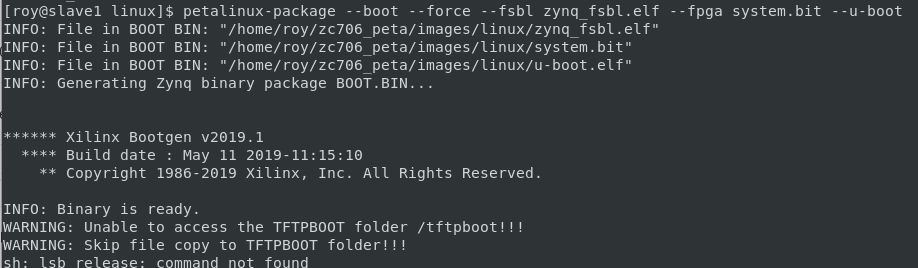 [roy@slave1 linux]$ petalinux-package --boot --force --fsbl zynq_fsbl.elf --fpga system.bit --u-boot
INFO: File in BOOT BIN: "/home/roy/zc706_peta/images/linux/zynq_fsbl.elf"
INFO: File in BOOT BIN: "/home/roy/zc706_peta/images/linux/system.bit"
INFO: File in BOOT BIN: "/home/roy/zc706_peta/images/linux/u-boot.elf"
INFO: Generating Zynq binary package BOOT.BIN...
****** Xilinx Bootgen v2019.1
**** Build date : May 11 2019-11:15:10
** Copyright 1986-2019 Xilinx, Inc. All Rights Reserved.
INFO: Binary is ready.
WARNING: Unable to access the TFTPBOOT folder /tftpboot!!!
WARNING: Skip file copy to TFTPBOOT folder!!!
sh: lsb_release: command not found